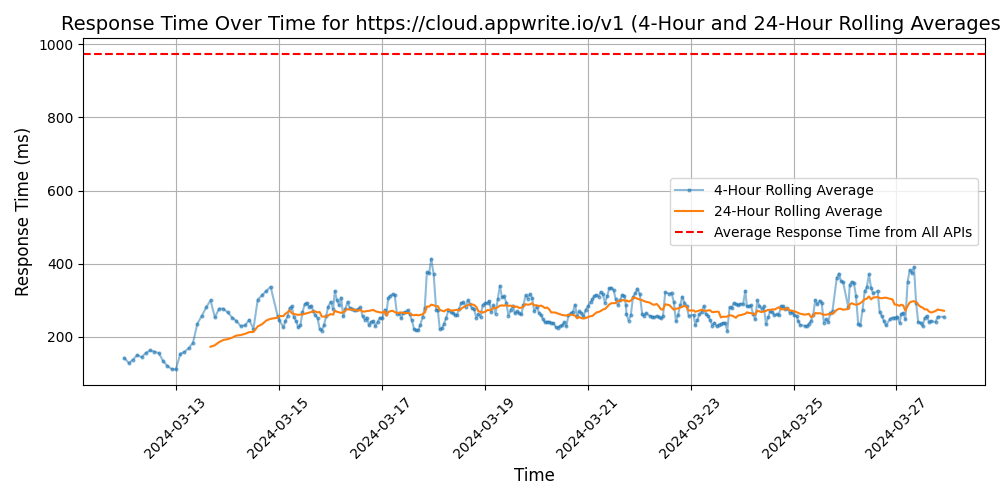 Response Time Over Time for https://cloud.appwrite.io/v1 (4-Hour and 24-Hour Rolling Averages
Response Time (ms)
1000
800
600
400
200
4-Hour Rolling Average
24-Hour Rolling Average
Average Response Time from All APIs
2024-03-13
2024-03-15
2024-03-17
2024-03-19
2024-03-21
2024-03-23
2024-03-25
2024-03-27
Time